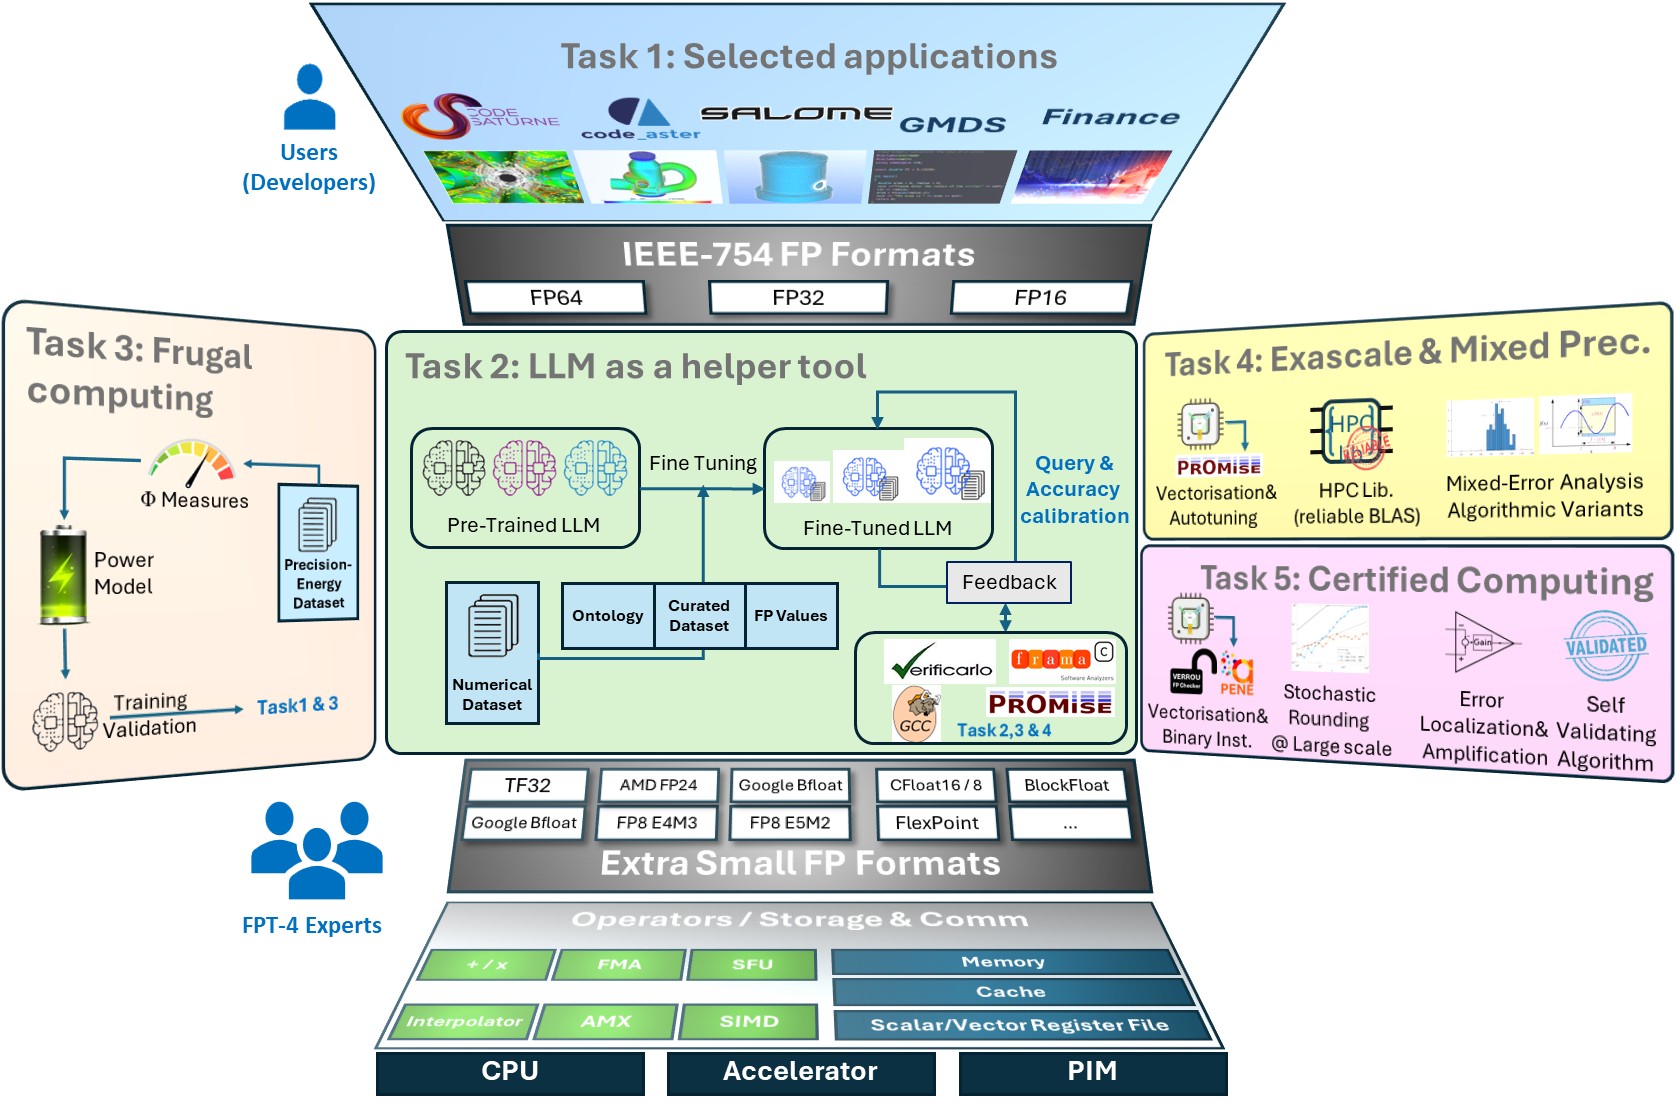 Task 1: Selected applications
CODE
SATURNE
code_aster
SALOME
GMDS
Finance
Users
(Developers)
IEEE-754 FP Formats
FP64
FP32
FP16
Task 3: Frugal
computing
Φ Measures
Precision-
Energy
Dataset
Power
Model
Training
Validation
Task1 & 3
Task 2: LLM as a helper tool
Pre-Trained LLM
Fine Tuning
Fine-Tuned LLM
Query &
Accuracy
calibration
Feedback
Numerical
Dataset
Ontology
Curated
Dataset
FP Values
Verificarlo
frama C
Software Analyzers
GCC
PROMISE
Task 2,3 & 4
Task 4: Exascale & Mixed Prec.
PROMISE
Vectorisation&
Autotuning
HPC
RELIABLE
HPC Lib.
(reliable BLAS)
Mixed-Error Analysis
Algorithmic Variants
Task 5: Certified Computing
VERROU
FP Checker
PENE
Vectorisation&
Binary Inst.
Stochastic
Rounding
@ Large scale
Gain
Error
Localization&
Amplification
VALIDATED
Self
Validating
Algorithm
TF32
AMD FP24
Google Bfloat
CFloat16 / 8
BlockFloat
Google Bfloat
FP8 E4M3
FP8 E5M2
FlexPoint
...
Extra Small FP Formats
FPT-4 Experts
Operators / Storage & Comm
+ / x
FMA
SFU
Memory
Cache
Interpolator
AMX
SIMD
Scalar/Vector Register File
CPU
Accelerator
PIM